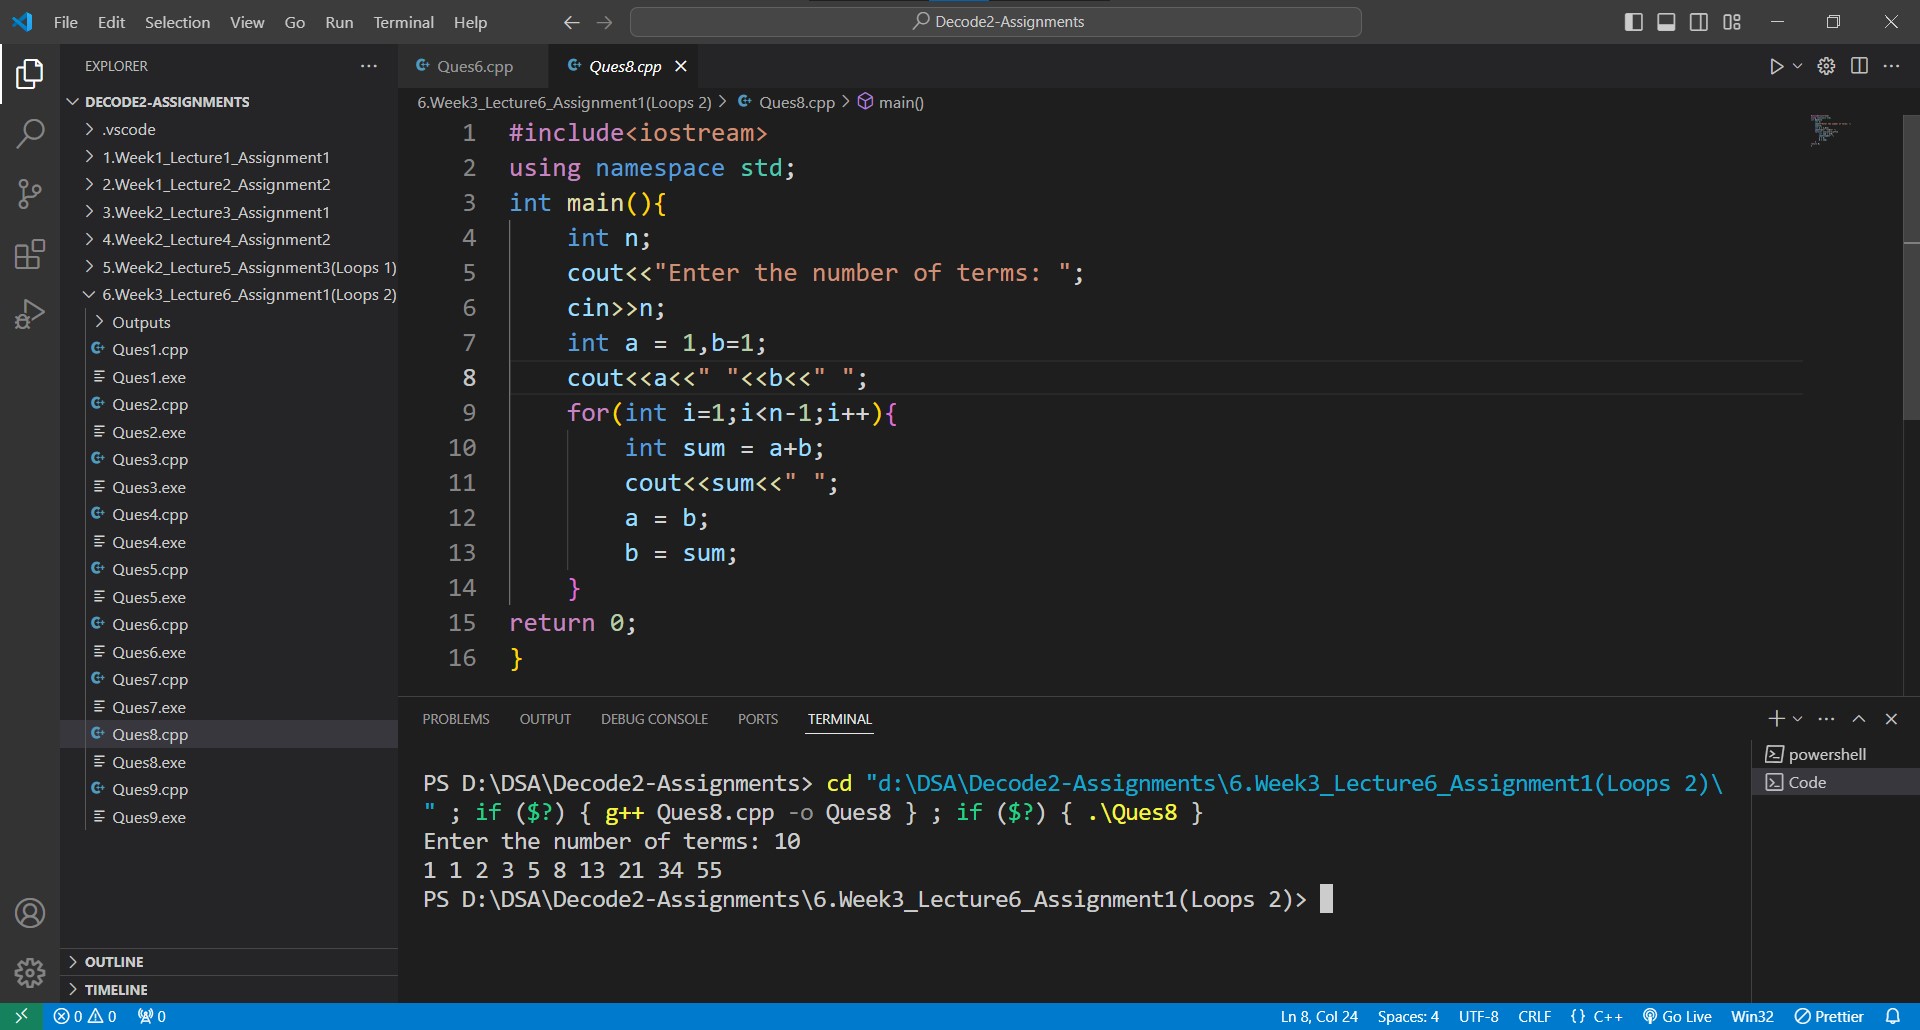 File Edit Selection View Go Run Terminal Help Decode2-Assignments
EXPLORER
DECODE2-ASSIGNMENTS
.vscode
1.Week1_Lecture1_Assignment1
2.Week1_Lecture2_Assignment2
3.Week2_Lecture3_Assignment1
4.Week2_Lecture4_Assignment2
5.Week2_Lecture5_Assignment3(Loops 1)
6.Week3_Lecture6_Assignment1(Loops 2)
Outputs
Ques1.cpp
Ques1.exe
Ques2.cpp
Ques2.exe
Ques3.cpp
Ques3.exe
Ques4.cpp
Ques4.exe
Ques5.cpp
Ques5.exe
Ques6.cpp
Ques6.exe
Ques7.cpp
Ques7.exe
Ques8.cpp
Ques8.exe
Ques9.cpp
Ques9.exe
OUTLINE
TIMELINE
Ques6.cpp Ques8.cpp
6.Week3_Lecture6_Assignment1(Loops 2) > Ques8.cpp > main()
1 #include<iostream>
2 using namespace std;
3 int main(){
4 int n;
5 cout<<"Enter the number of terms: ";
6 cin>>n;
7 int a = 1,b=1;
8 cout<<a<<" "<<b<<" ";
9 for(int i=1;i<n-1;i++){
10 int sum = a+b;
11 cout<<sum<<" ";
12 a = b;
13 b = sum;
14 }
15 return 0;
16 }
PROBLEMS OUTPUT DEBUG CONSOLE PORTS TERMINAL
PS D:\DSA\Decode2-Assignments> cd "d:\DSA\Decode2-Assignments\6.Week3_Lecture6_Assignment1(Loops 2)\
" ; if ($?) { g++ Ques8.cpp -o Ques8 } ; if ($?) { .\Ques8 }
Enter the number of terms: 10
1 1 2 3 5 8 13 21 34 55
PS D:\DSA\Decode2-Assignments\6.Week3_Lecture6_Assignment1(Loops 2)>
powershell
Code
0 0 0 Ln 8, Col 24 Spaces: 4 UTF-8 CRLF {} C++ Go Live Win32 Prettier